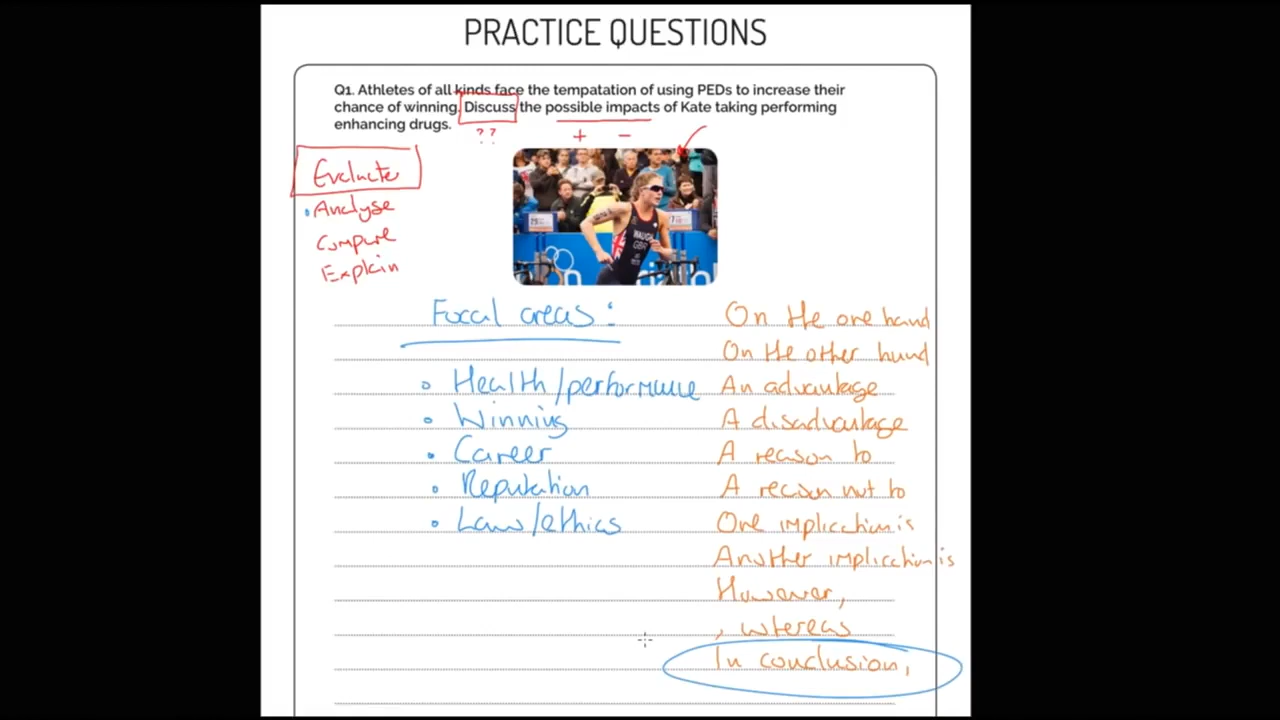 PRACTICE QUESTIONS
Q1. Athletes of all kinds face the tempatation of using PEDs to increase their
chance of winning. Discuss the possible impacts of Kate taking performing
enhancing drugs.
? ?
+ −
Evaluate
• Analyse
Compare
Explain
WAUGH
GBR
Focal areas :
• Health/performance
• Winning
• Career
• Reputation
• Law/ethics
On the one hand
On the other hand
An advantage
A disadvantage
A reason to
A reason not to
One implication is
Another implication is
However,
, whereas
In conclusion,